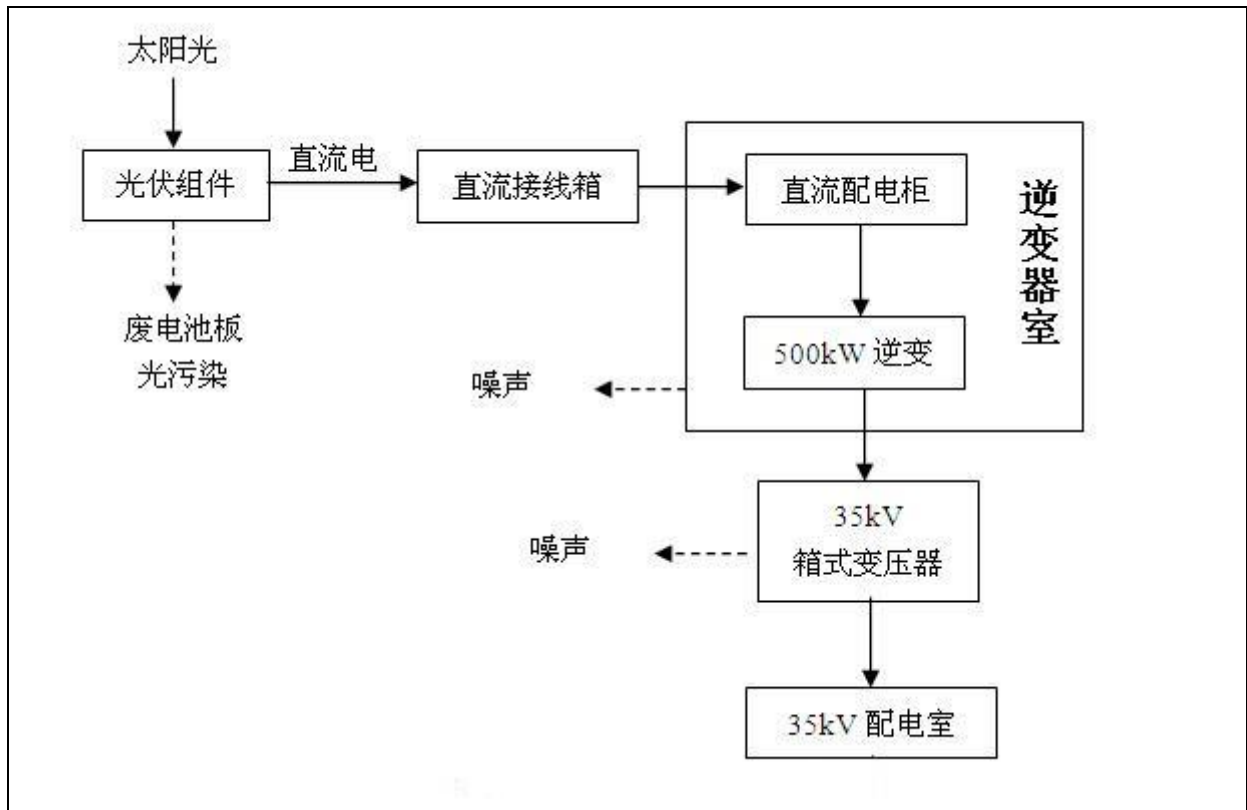 太阳光
光伏组件
直流电
直流接线箱
直流配电柜
逆变器室
废电池板
光污染
500kW 逆变
噪声
35kV
箱式变压器
噪声
35kV 配电室